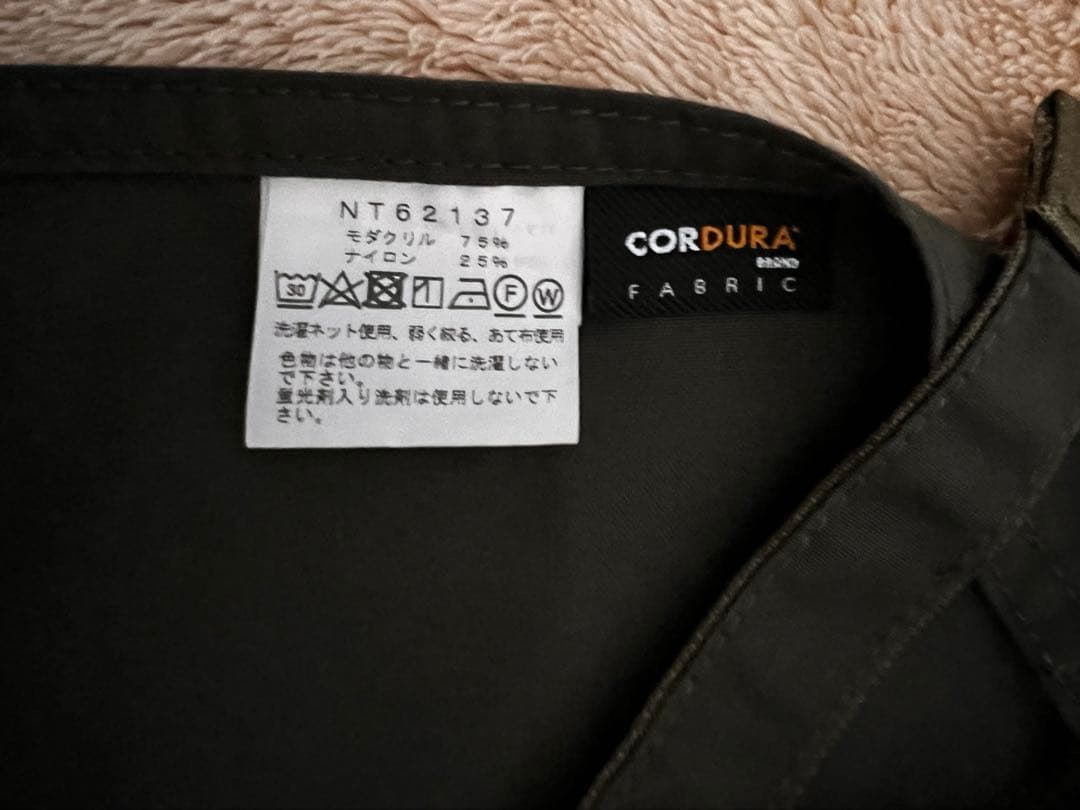 NT62137
モダクリル 75%
ナイロン 25%
30 F W
洗濯ネット使用、弱く絞る、あて布使用
色物は他の物と一緒に洗濯しない
で下さい。
蛍光剤入り洗剤は使用しないで下
さい。
CORDURA
BRAND
FABRIC